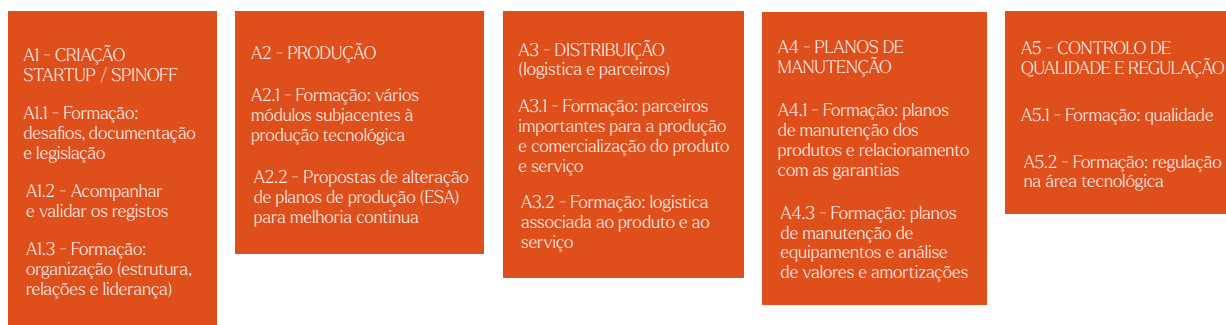 A1 - CRIAÇÃO
STARTUP / SPINOFF
A1.1 - Formação:
desafios, documentação
e legislação
A1.2 - Acompanhar
e validar os registos
A1.3 - Formação:
organização (estrutura,
relações e liderança)
A2 - PRODUÇÃO
A2.1 - Formação: vários
módulos subjacentes à
produção tecnológica
A2.2 - Propostas de alteração
de planos de produção (ESA)
para melhoria continua
A3 - DISTRIBUIÇÃO
(logistica e parceiros)
A3.1 - Formação: parceiros
importantes para a produção
e comercialização do produto
e serviço
A3.2 - Formação: logistica
associada ao produto e ao
serviço
A4 - PLANOS DE
MANUTENÇÃO
A4.1 - Formação: planos
de manutenção dos
produtos e relacionamento
com as garantias
A4.3 - Formação: planos
de manutenção de
equipamentos e análise
de valores e amortizações
A5 - CONTROLO DE
QUALIDADE E REGULAÇÃO
A5.1 - Formação: qualidade
A5.2 - Formação: regulação
na área tecnológica